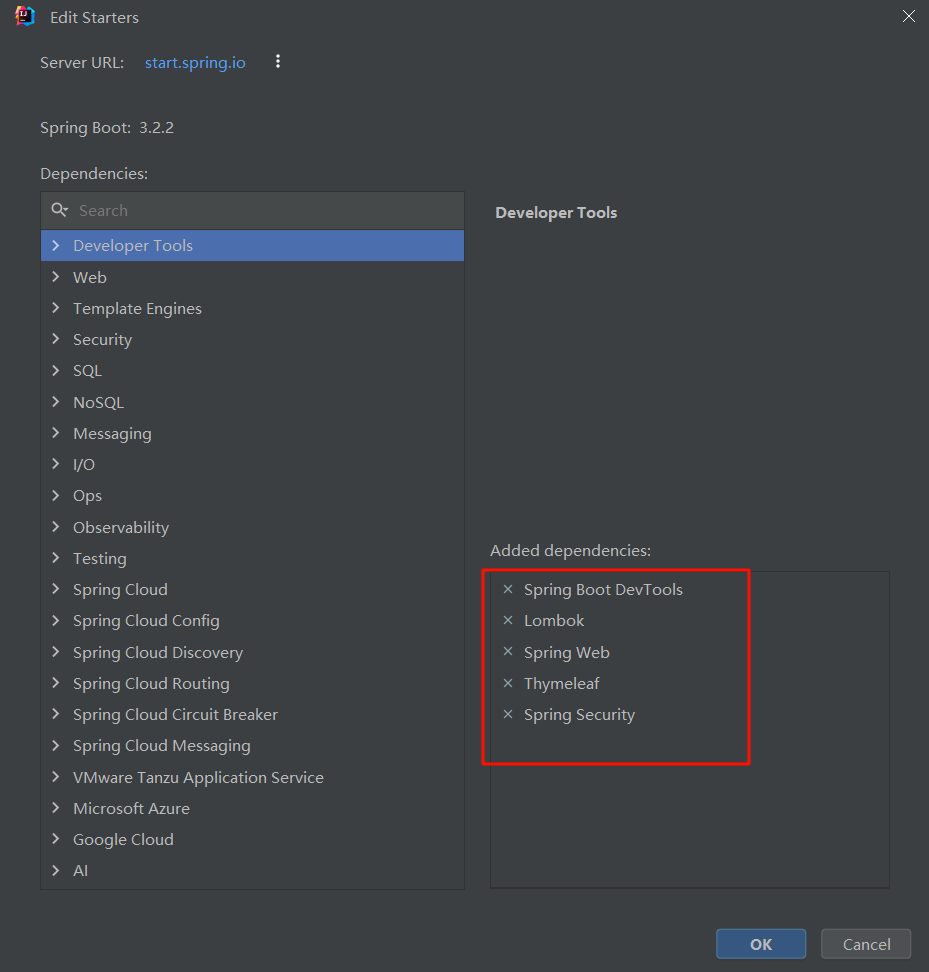 Edit Starters
Server URL: start.spring.io
Spring Boot: 3.2.2
Dependencies:
Search
Developer Tools
Web
Template Engines
Security
SQL
NoSQL
Messaging
I/O
Ops
Observability
Testing
Spring Cloud
Spring Cloud Config
Spring Cloud Discovery
Spring Cloud Routing
Spring Cloud Circuit Breaker
Spring Cloud Messaging
VMware Tanzu Application Service
Microsoft Azure
Google Cloud
AI
Developer Tools
Added dependencies:
Spring Boot DevTools
Lombok
Spring Web
Thymeleaf
Spring Security
OK
Cancel